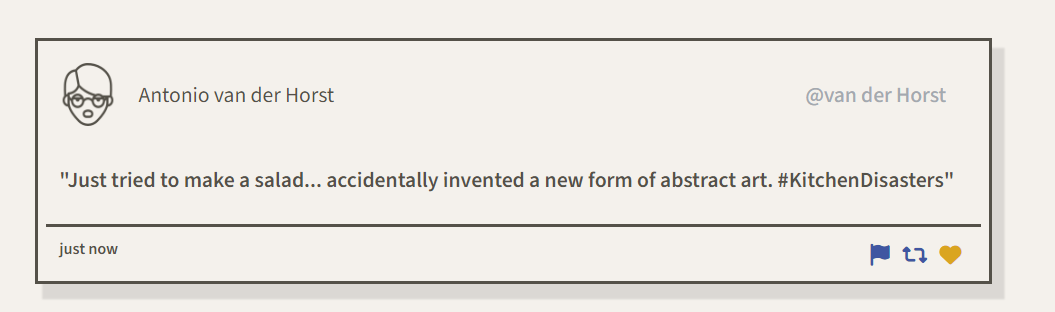 Antonio van der Horst
@van der Horst
"Just tried to make a salad... accidentally invented a new form of abstract art. #KitchenDisasters"
just now